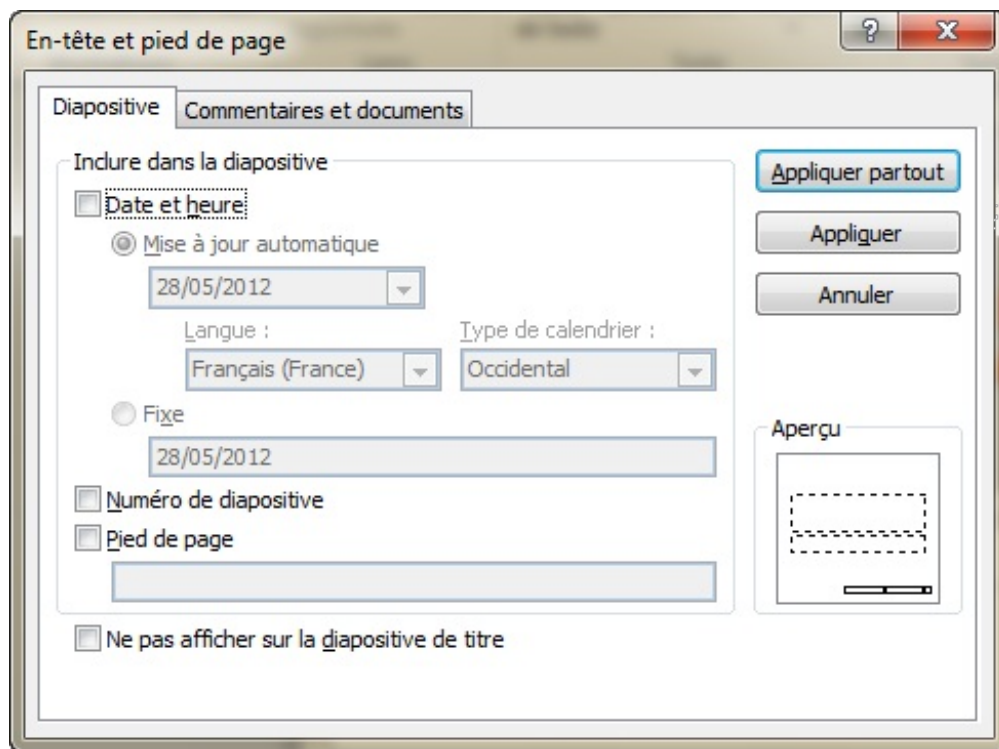 En-tête et pied de page
Diapositive
Commentaires et documents
Inclure dans la diapositive
Date et heure
Mise à jour automatique
28/05/2012
Langue :
Type de calendrier :
Français (France)
Occidental
Fixe
28/05/2012
Numéro de diapositive
Pied de page
Ne pas afficher sur la diapositive de titre
Appliquer partout
Appliquer
Annuler
Aperçu